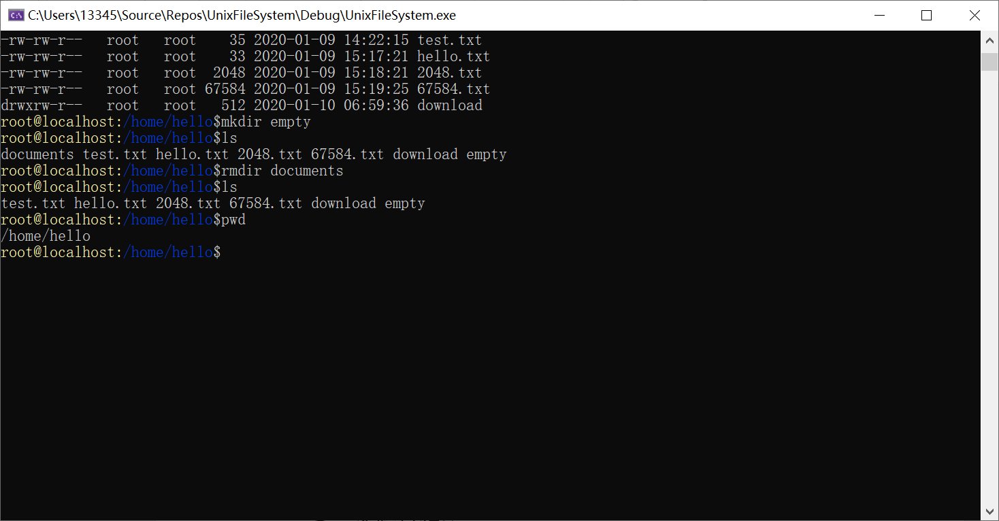 C:\Users\13345\Source\Repos\UnixFileSystem\Debug\UnixFileSystem.exe
-rw-rw-r--   root   root    35 2020-01-09 14:22:15 test.txt
-rw-rw-r--   root   root    33 2020-01-09 15:17:21 hello.txt
-rw-rw-r--   root   root  2048 2020-01-09 15:18:21 2048.txt
-rw-rw-r--   root   root 67584 2020-01-09 15:19:25 67584.txt
drwxrw-r--   root   root   512 2020-01-10 06:59:36 download
root@localhost:/home/hello$mkdir empty
root@localhost:/home/hello$ls
documents test.txt hello.txt 2048.txt 67584.txt download empty
root@localhost:/home/hello$rmdir documents
root@localhost:/home/hello$ls
test.txt hello.txt 2048.txt 67584.txt download empty
root@localhost:/home/hello$pwd
/home/hello
root@localhost:/home/hello$